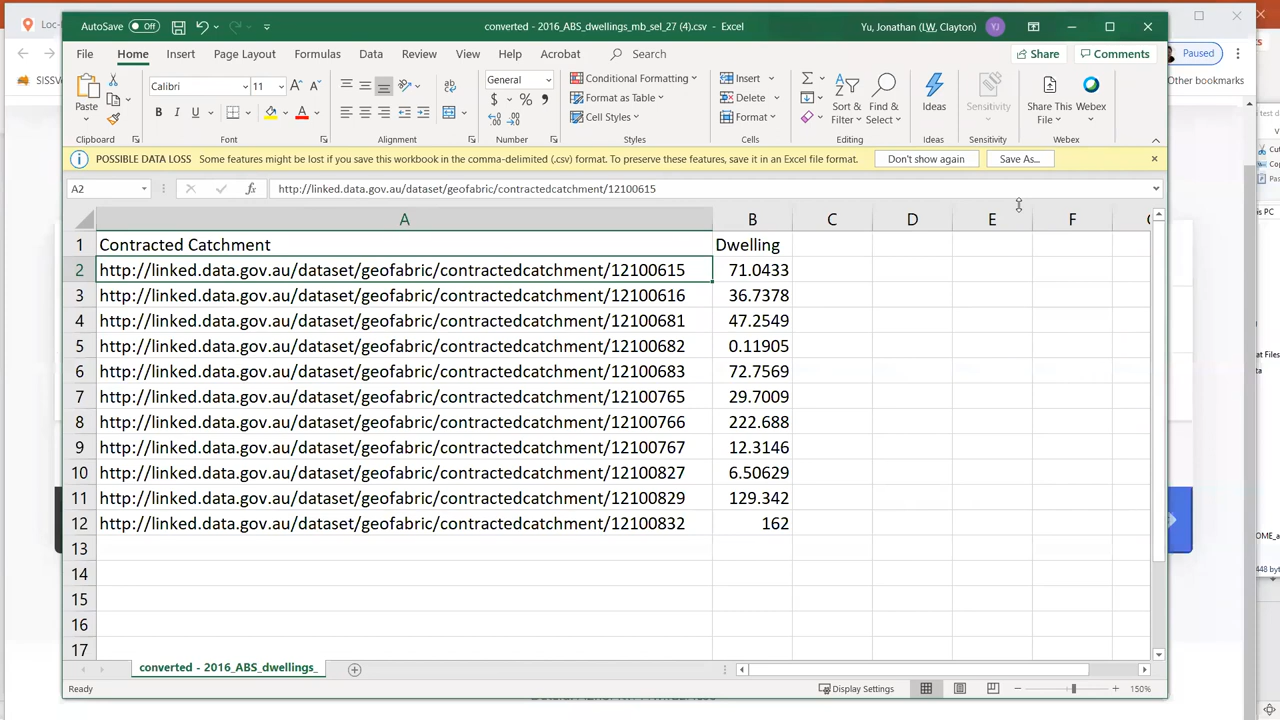 Loc-
SISSV
AutoSave Off
converted - 2016_ABS_dwellings_mb_sel_27 (4).csv - Excel
Yu, Jonathan (L&W, Clayton) YJ
Paused
Other bookmarks
File Home Insert Page Layout Formulas Data Review View Help Acrobat Search Share Comments
Calibri 11
General
Conditional Formatting
Format as Table
Cell Styles
Insert
Delete
Format
Paste
Sort & Filter
Find & Select
Ideas
Sensitivity
Share This File
Webex
Clipboard Font Alignment Number Styles Cells Editing Ideas Sensitivity Webex
POSSIBLE DATA LOSS Some features might be lost if you save this workbook in the comma-delimited (.csv) format. To preserve these features, save it in an Excel file format. Don't show again Save As...
A2 fx http://linked.data.gov.au/dataset/geofabric/contractedcatchment/12100615
A B C D E F
1 Contracted Catchment Dwelling
2 http://linked.data.gov.au/dataset/geofabric/contractedcatchment/12100615 71.0433
3 http://linked.data.gov.au/dataset/geofabric/contractedcatchment/12100616 36.7378
4 http://linked.data.gov.au/dataset/geofabric/contractedcatchment/12100681 47.2549
5 http://linked.data.gov.au/dataset/geofabric/contractedcatchment/12100682 0.11905
6 http://linked.data.gov.au/dataset/geofabric/contractedcatchment/12100683 72.7569
7 http://linked.data.gov.au/dataset/geofabric/contractedcatchment/12100765 29.7009
8 http://linked.data.gov.au/dataset/geofabric/contractedcatchment/12100766 222.688
9 http://linked.data.gov.au/dataset/geofabric/contractedcatchment/12100767 12.3146
10 http://linked.data.gov.au/dataset/geofabric/contractedcatchment/12100827 6.50629
11 http://linked.data.gov.au/dataset/geofabric/contractedcatchment/12100829 129.342
12 http://linked.data.gov.au/dataset/geofabric/contractedcatchment/12100832 162
13
14
15
16
17
converted - 2016_ABS_dwellings_
Ready Display Settings 150%